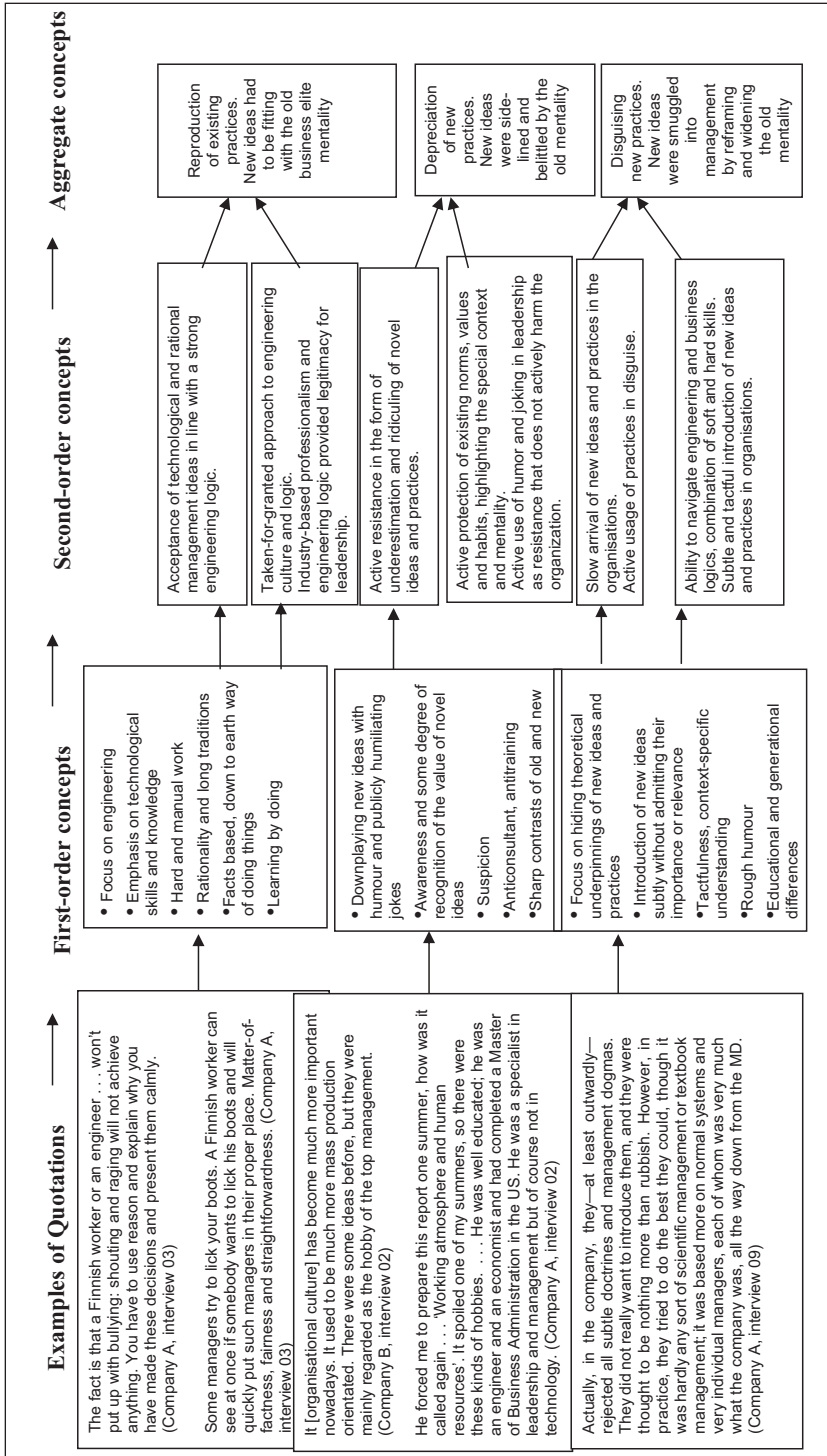 Examples of Quotations
First-order concepts
Second-order concepts
Aggregate concepts
The fact is that a Finnish worker or an engineer . . . won't
put up with bullying: shouting and raging will not achieve
anything. You have to use reason and explain why you
have made these decisions and present them calmly.
(Company A, interview 03)
Some managers try to lick your boots. A Finnish worker can
see at once if somebody wants to lick his boots and will
quickly put such managers in their proper place. Matter-of-
factness, fairness and straightforwardness. (Company A,
interview 03)
It [organisational culture] has become much more important
nowadays. It used to be much more mass production
orientated. There were some ideas before, but they were
mainly regarded as the hobby of the top management.
(Company B, interview 02)
He forced me to prepare this report one summer, how was it
called again . . . 'Working atmosphere and human
resources'. It spoiled one of my summers, so there were
these kinds of hobbies. . . . He was well educated; he was
an engineer and an economist and had completed a Master
of Business Administration in the US. He was a specialist in
leadership and management but of course not in
technology. (Company A, interview 02)
Actually, in the company, they—at least outwardly—
rejected all subtle doctrines and management dogmas.
They did not really want to introduce them, and they were
thought to be nothing more than rubbish. However, in
practice, they tried to do the best they could, though it
was hardly any sort of scientific management or textbook
management; it was based more on normal systems and
very individual managers, each of whom was very much
what the company was, all the way down from the MD.
(Company A, interview 09)
• Focus on engineering
• Emphasis on technological
skills and knowledge
• Hard and manual work
• Rationality and long traditions
• Facts based, down to earth way
of doing things
• Learning by doing
• Downplaying new ideas with
humour and publicly humiliating
jokes
• Awareness and some degree of
recognition of the value of novel
ideas
• Suspicion
• Anticonsultant, antitraining
• Sharp contrasts of old and new
• Focus on hiding theoretical
underpinnings of new ideas and
practices
• Introduction of new ideas
subtly without admitting their
importance or relevance
• Tactfulness, context-specific
understanding
• Rough humour
• Educational and generational
differences
Acceptance of technological and rational
management ideas in line with a strong
engineering logic.
Taken-for-granted approach to engineering
culture and logic.
Industry-based professionalism and
engineering logic provided legitimacy for
leadership.
Active resistance in the form of
underestimation and ridiculing of novel
ideas and practices.
Active protection of existing norms, values
and habits, highlighting the special context
and mentality.
Active use of humor and joking in leadership
as resistance that does not actively harm the
organization.
Slow arrival of new ideas and practices in the
organisations.
Active usage of practices in disguise.
Ability to navigate engineering and business
logics, combination of soft and hard skills.
Subtle and tactful introduction of new ideas
and practices in organisations.
Reproduction
of existing
practices.
New ideas had
to be fitting
with the old
business elite
mentality
Depreciation
of new
practices.
New ideas
were side-
lined and
belittled by the
old mentality
Disguising
new practices.
New ideas
were smuggled
into
management
by reframing
and widening
the old
mentality